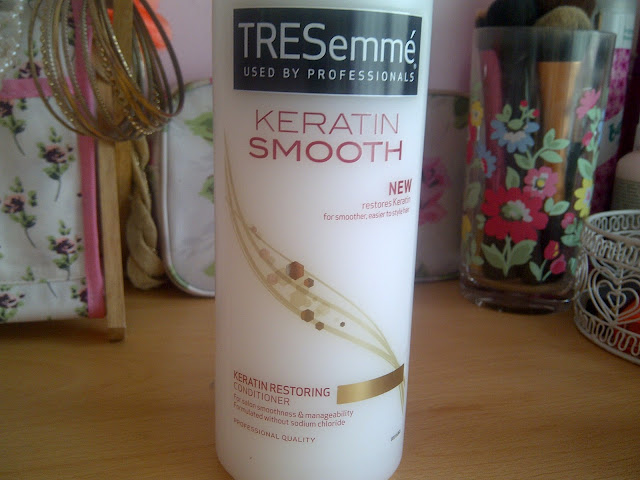 TRESemmé
USED BY PROFESSIONALS
KERATIN
SMOOTH
NEW
restores Keratin
for smoother, easier to style hair
KERATIN RESTORING
CONDITIONER
For salon smoothness & manageability
Formulated without sodium chloride
PROFESSIONAL QUALITY